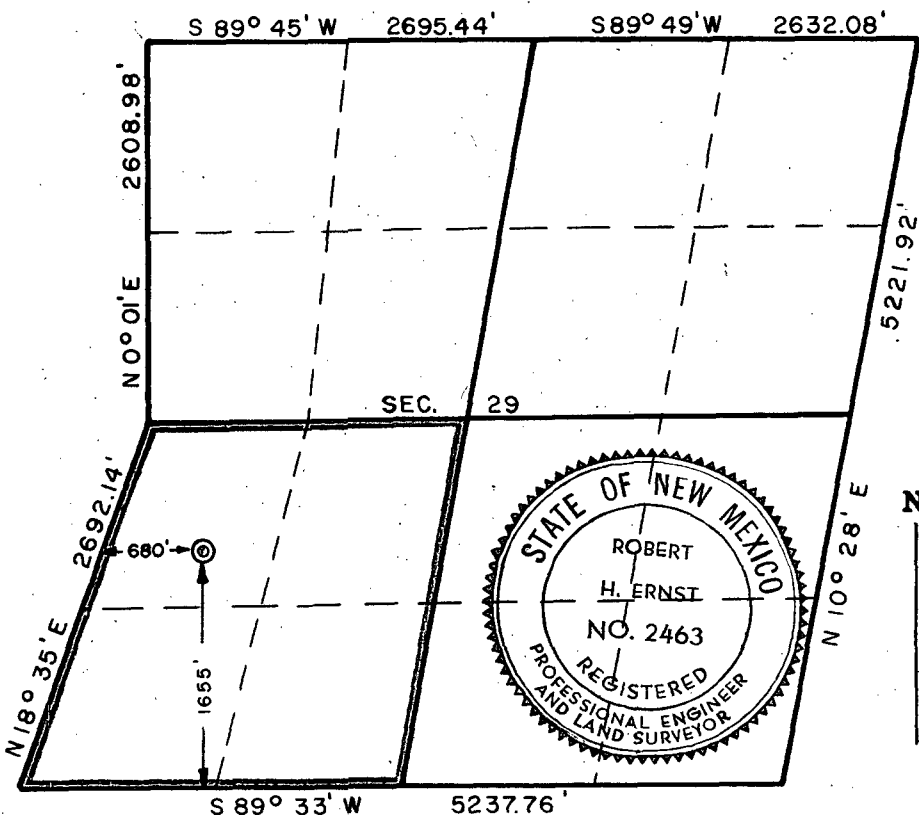 S 89° 45' W 2695.44' S 89° 49' W 2632.08'
2608.98'
N 0° 01' E
5221.92'
SEC. 29
2692.14'
N 10° 28' E
N
680'
1655'
N 18° 35' E
STATE OF NEW MEXICO
ROBERT
H. ERNST
NO. 2463
REGISTERED
PROFESSIONAL ENGINEER
AND LAND SURVEYOR
S 89° 33' W 5237.76'